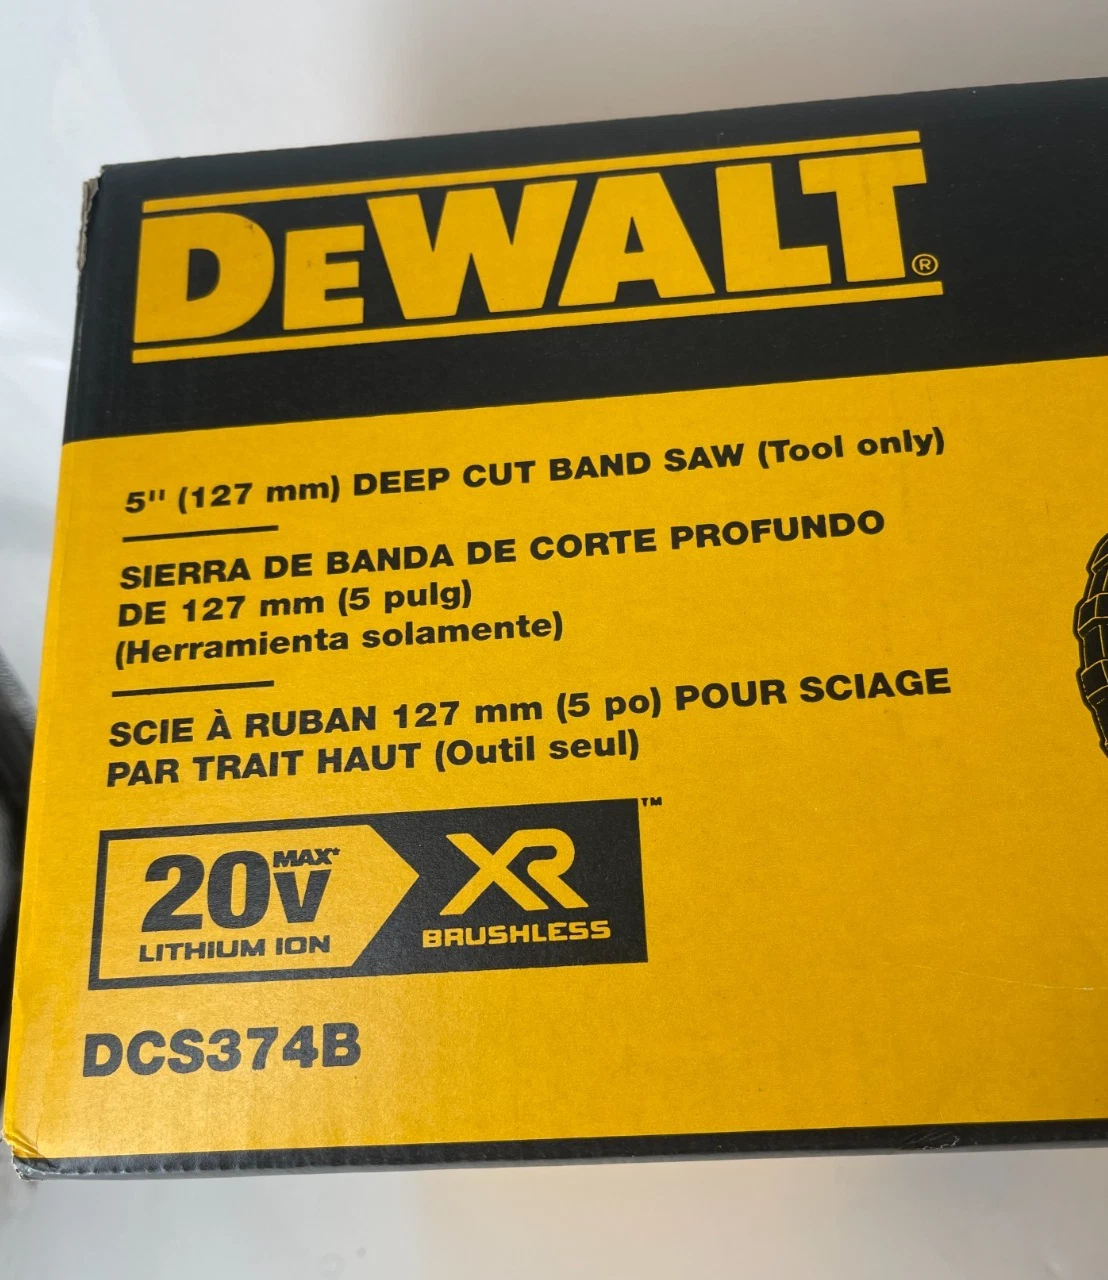 DEWALT®
5" (127 mm) DEEP CUT BAND SAW (Tool only)
SIERRA DE BANDA DE CORTE PROFUNDO
DE 127 mm (5 pulg)
(Herramienta solamente)
SCIE À RUBAN 127 mm (5 po) POUR SCIAGE
PAR TRAIT HAUT (Outil seul)
20V MAX* XR™
LITHIUM ION BRUSHLESS
DCS374B